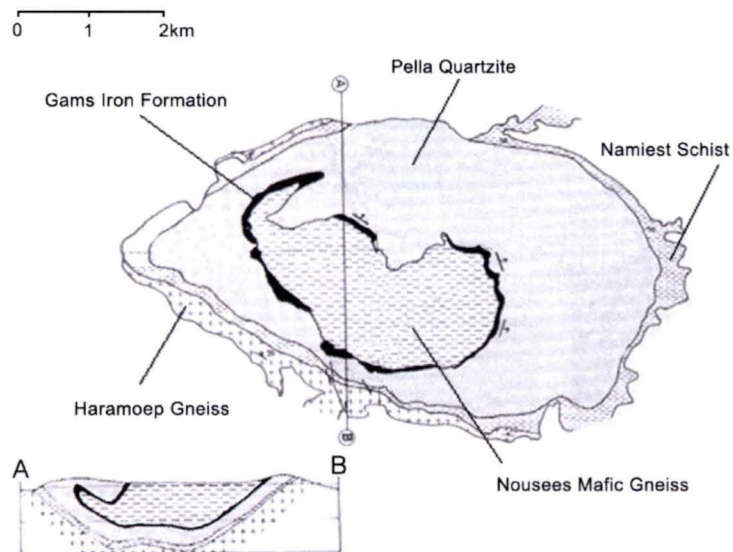 0 1 2km
Pella Quartzite
Gams Iron Formation
Namiest Schist
A
Haramoep Gneiss
B
Nousees Mafic Gneiss
A B